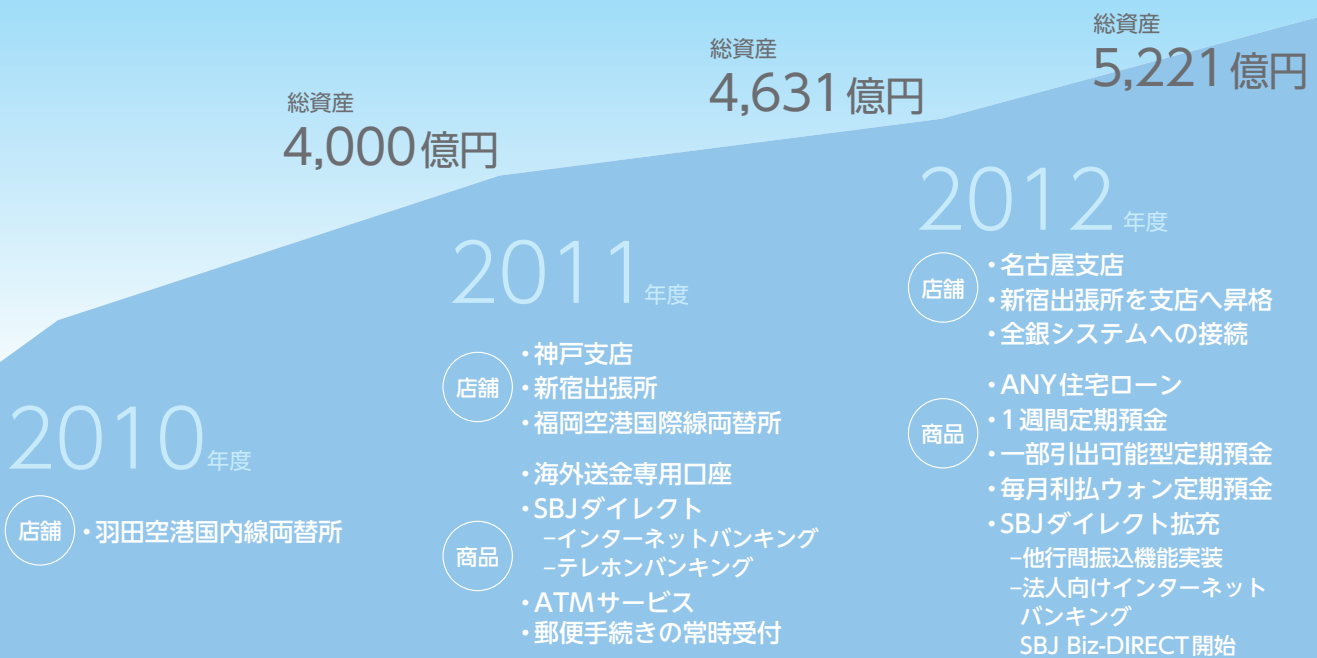 総資産
4,000億円
総資産
4,631億円
総資産
5,221億円
2010年度
店舗
・羽田空港国内線両替所
2011年度
店舗
・神戸支店
・新宿出張所
・福岡空港国際線両替所
商品
・海外送金専用口座
・SBJダイレクト
−インターネットバンキング
−テレホンバンキング
・ATMサービス
・郵便手続きの常時受付
2012年度
店舗
・名古屋支店
・新宿出張所を支店へ昇格
・全銀システムへの接続
商品
・ANY住宅ローン
・1週間定期預金
・一部引出可能型定期預金
・毎月利払ウォン定期預金
・SBJダイレクト拡充
−他行間振込機能実装
−法人向けインターネット
バンキング
SBJ Biz-DIRECT開始